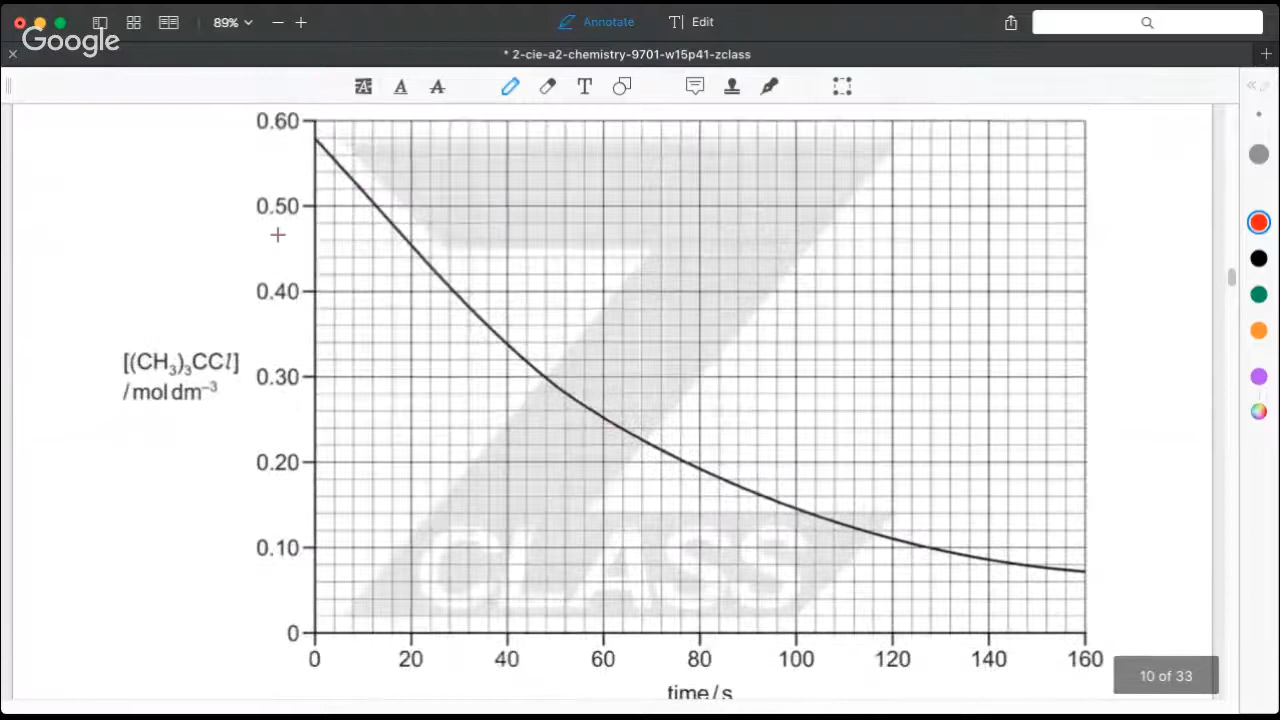 89%
Annotate
T Edit
Google
* 2-cie-a2-chemistry-9701-w15p41-zclass
A A A T
0.60
0.50
0.40
[(CH₃)₃CCl]
/ mol dm⁻³
0.30
0.20
0.10
0
CLASS
0 20 40 60 80 100 120 140 160
time / s
10 of 33